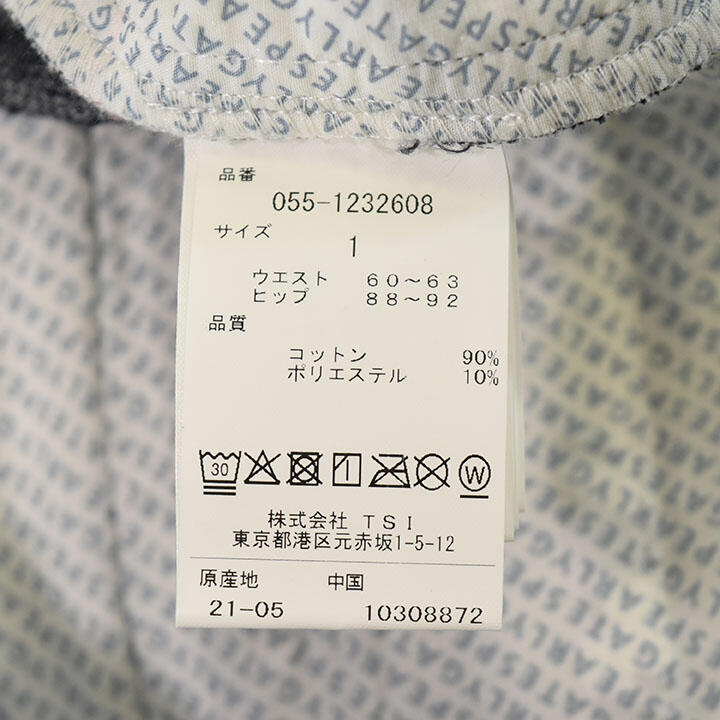 PEARLYGATES
品番
055-1232608
サイズ
1
ウエスト 60～63
ヒップ 88～92
品質
コットン 90%
ポリエステル 10%
30
W
株式会社 TSI
東京都港区元赤坂1-5-12
原産地 中国
21-05 10308872